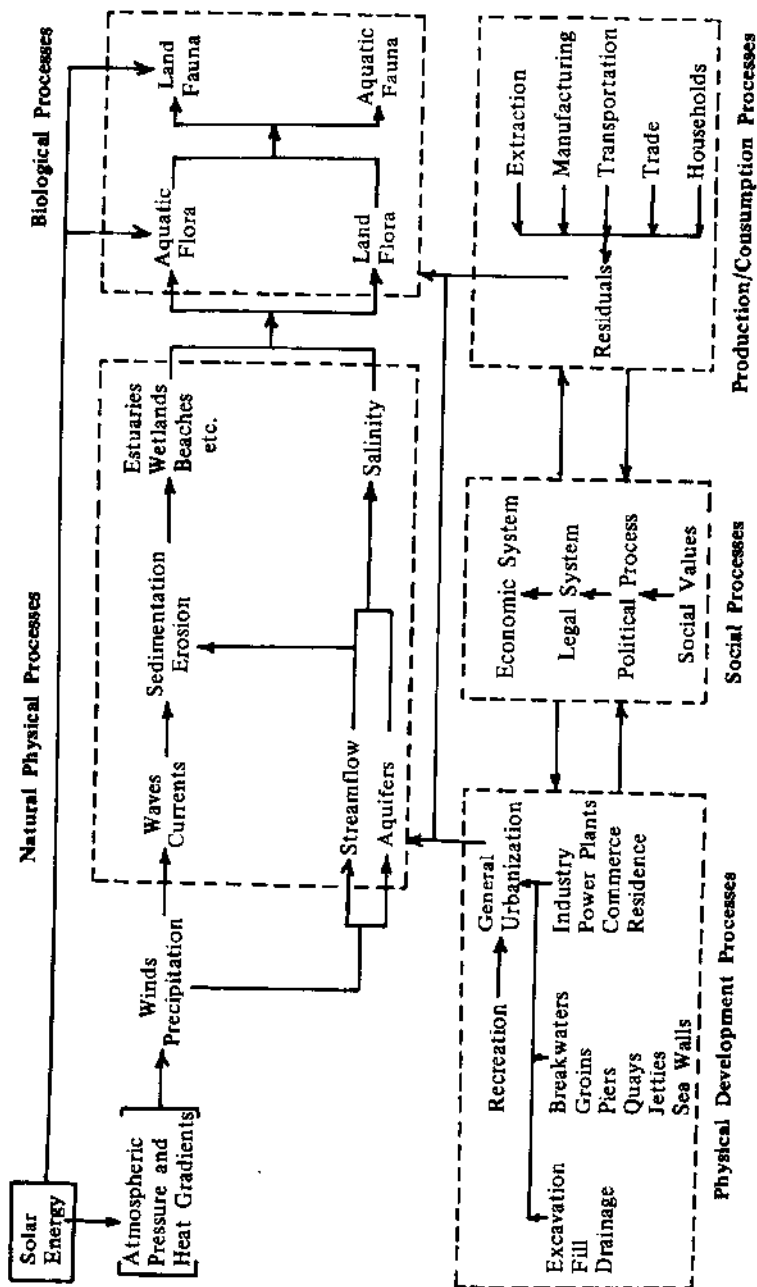 Natural Physical Processes
Biological Processes
Solar
Energy
Atmospheric
Pressure and
Heat Gradients
Winds
Precipitation
Waves
Currents
Sedimentation
Erosion
Estuaries
Wetlands
Beaches
etc.
Streamflow
Aquifers
Salinity
Aquatic
Flora
Land
Flora
Land
Fauna
Aquatic
Fauna
Recreation
General
Urbanization
Excavation
Fill
Drainage
Breakwaters
Groins
Piers
Quays
Jetties
Sea Walls
Industry
Power Plants
Commerce
Residence
Physical Development Processes
Economic System
Legal System
Political Process
Social Values
Social Processes
Residuals
Extraction
Manufacturing
Transportation
Trade
Households
Production/Consumption Processes